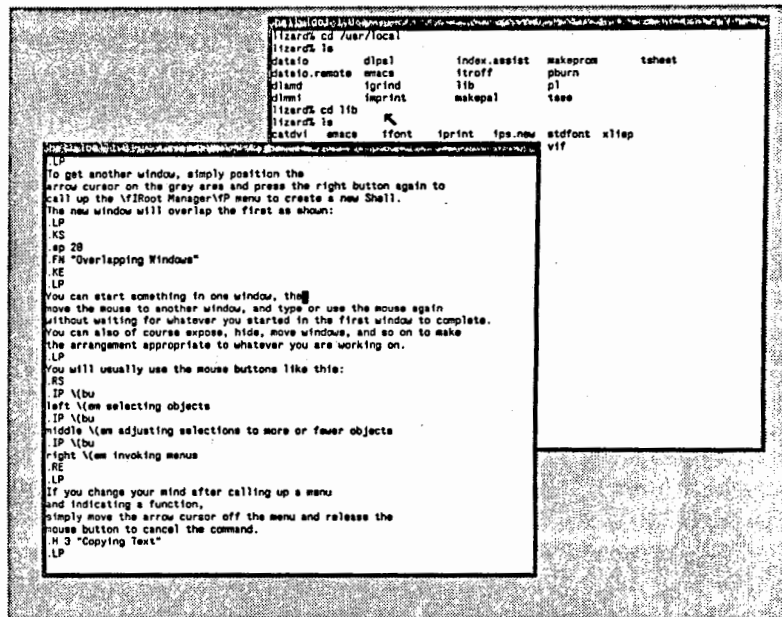 lizard% cd /usr/local
lizard% ls
dataio dlpal index.assist makeprom tsheet
dataio.remote emacs itroff pburn
dlamd igrind lib pl
dlmmi imprint makepal
lizard% cd lib
lizard% ls
catdvi emacs ifont iprint ips.new stdfont xliep
vif
.LP
To get another window, simply position the
arrow cursor on the grey area and press the right button again to
call up the \fIRoot Manager\fP menu to create a new Shell.
The new window will overlap the first as shown:
.LP
.KS
.sp 20
.FN "Overlapping Windows"
.KE
.LP
You can start something in one window, the
move the mouse to another window, and type or use the mouse again
without waiting for whatever you started in the first window to complete.
You can also of course expose, hide, move windows, and so on to make
the arrangement appropriate to whatever you are working on.
.LP
You will usually use the mouse buttons like this:
.RS
.IP \(bu
left \(em selecting objects
.IP \(bu
middle \(em adjusting selections to more or fewer objects
.IP \(bu
right \(em invoking menus
.RE
.LP
If you change your mind after calling up a menu
and indicating a function,
simply move the arrow cursor off the menu and release the
mouse button to cancel the command.
.H 3 "Copying Text"
.LP